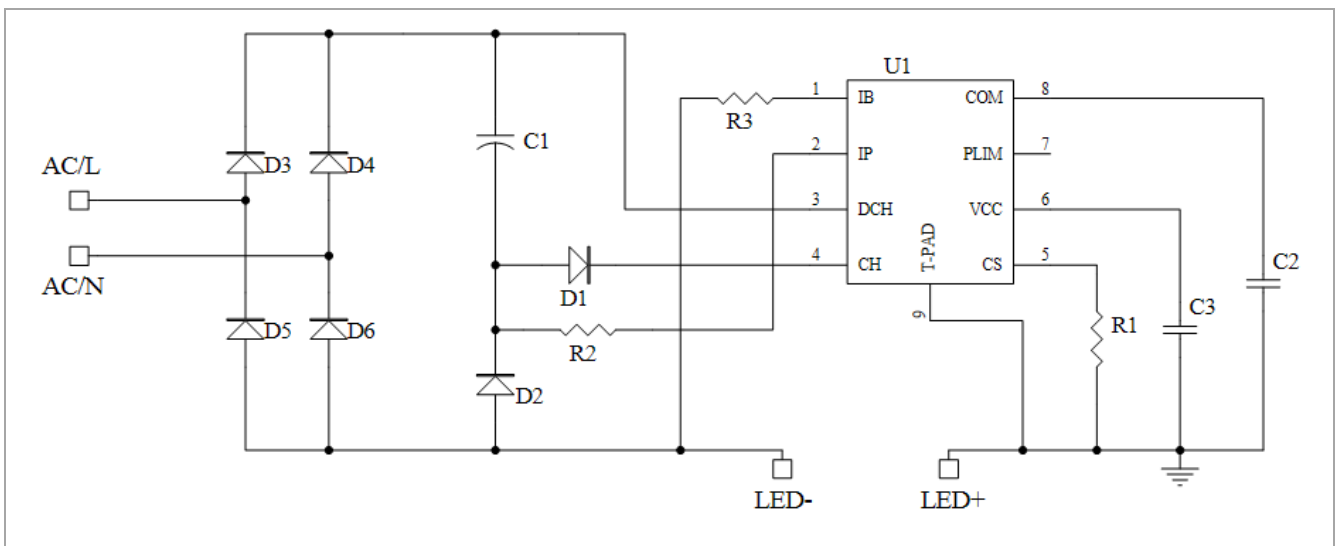 U1
1
IB
COM
8
R3
C1
AC/L
D3
D4
2
IP
PLIM
7
3
DCH
VCC
6
AC/N
D1
4
CH
T-PAD
CS
5
C2
D5
D6
R2
9
R1
C3
D2
LED-
LED+